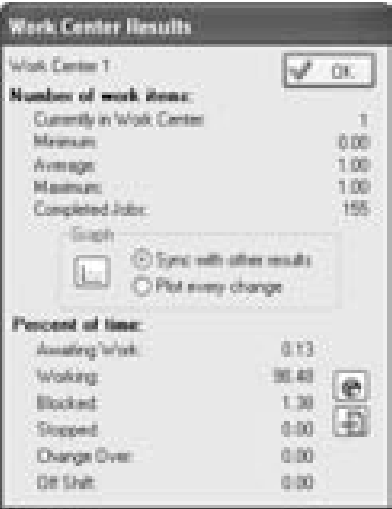 Work Center Results
Work Center 1
OK
Number of work items:
Currently in Work Center: 1
Minimum: 0.00
Average: 1.00
Maximum: 1.00
Completed Jobs: 155
Graph
Sync with other results
Plot every change
Percent of time:
Awaiting Work: 0.13
Working: 98.48
Blocked: 1.38
Stopped: 0.00
Change Over: 0.00
Off Shift: 0.00